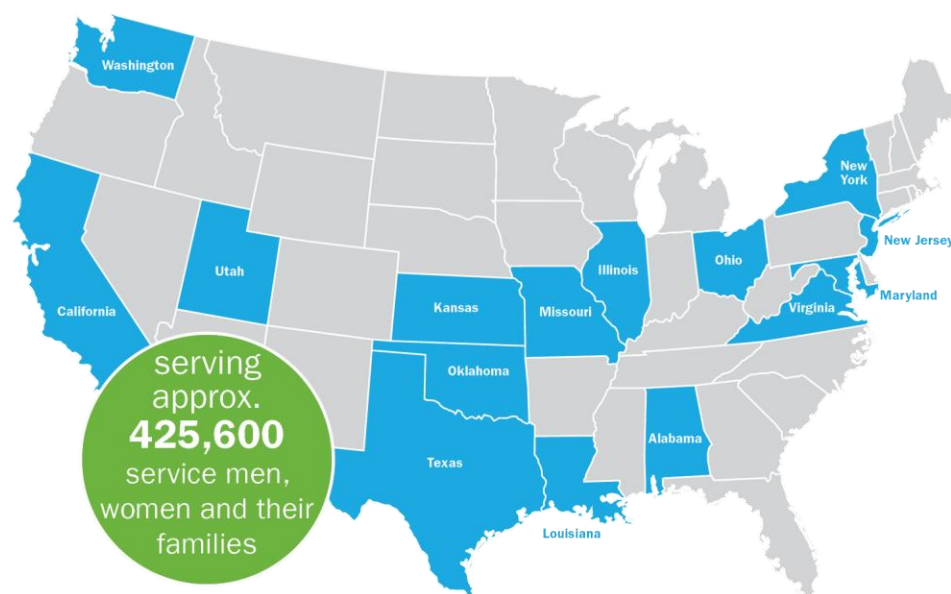 Washington
New
York
New Jersey
Utah
Illinois
Ohio
Maryland
California
Kansas
Missouri
Virginia
serving
approx.
425,600
service men,
women and their
families
Oklahoma
Alabama
Texas
Louisiana